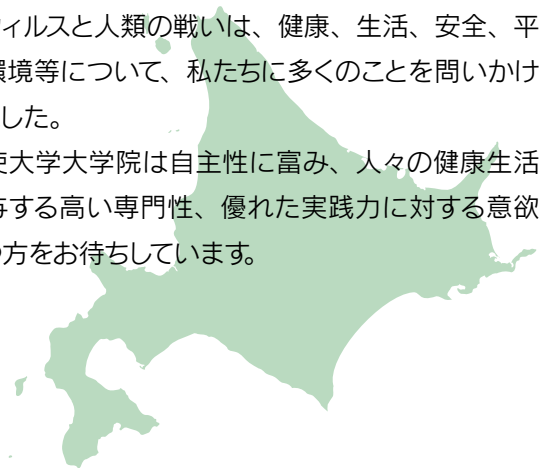 ィルスと人類の戦いは、健康、生活、安全、平
環境等について、私たちに多くのことを問いかけ
した。
使大学大学院は自主性に富み、人々の健康生活
与する高い専門性、優れた実践力に対する意欲
の方をお待ちしています。